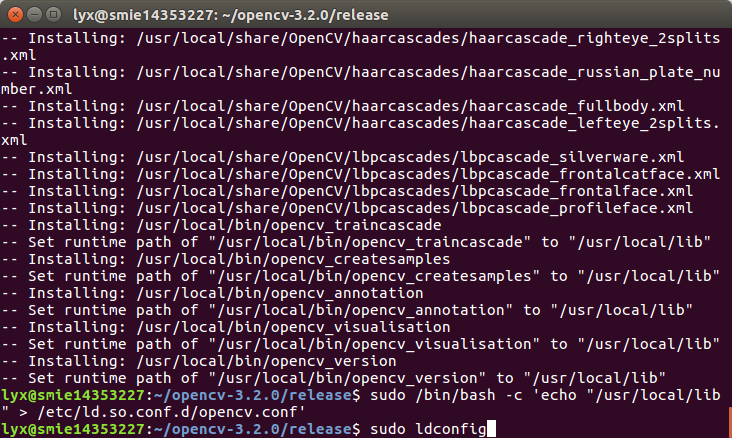 lyx@smie14353227: ~/opencv-3.2.0/release
-- Installing: /usr/local/share/OpenCV/haarcascades/haarcascade_righteye_2splits
.xml
-- Installing: /usr/local/share/OpenCV/haarcascades/haarcascade_russian_plate_nu
mber.xml
-- Installing: /usr/local/share/OpenCV/haarcascades/haarcascade_fullbody.xml
-- Installing: /usr/local/share/OpenCV/haarcascades/haarcascade_lefteye_2splits.
xml
-- Installing: /usr/local/share/OpenCV/lbpcascades/lbpcascade_silverware.xml
-- Installing: /usr/local/share/OpenCV/lbpcascades/lbpcascade_frontalcatface.xml
-- Installing: /usr/local/share/OpenCV/lbpcascades/lbpcascade_frontalface.xml
-- Installing: /usr/local/share/OpenCV/lbpcascades/lbpcascade_profileface.xml
-- Installing: /usr/local/bin/opencv_traincascade
-- Set runtime path of "/usr/local/bin/opencv_traincascade" to "/usr/local/lib"
-- Installing: /usr/local/bin/opencv_createsamples
-- Set runtime path of "/usr/local/bin/opencv_createsamples" to "/usr/local/lib"
-- Installing: /usr/local/bin/opencv_annotation
-- Set runtime path of "/usr/local/bin/opencv_annotation" to "/usr/local/lib"
-- Installing: /usr/local/bin/opencv_visualisation
-- Set runtime path of "/usr/local/bin/opencv_visualisation" to "/usr/local/lib"
-- Installing: /usr/local/bin/opencv_version
-- Set runtime path of "/usr/local/bin/opencv_version" to "/usr/local/lib"
lyx@smie14353227:~/opencv-3.2.0/release$ sudo /bin/bash -c 'echo "/usr/local/lib
" > /etc/ld.so.conf.d/opencv.conf'
lyx@smie14353227:~/opencv-3.2.0/release$ sudo ldconfig